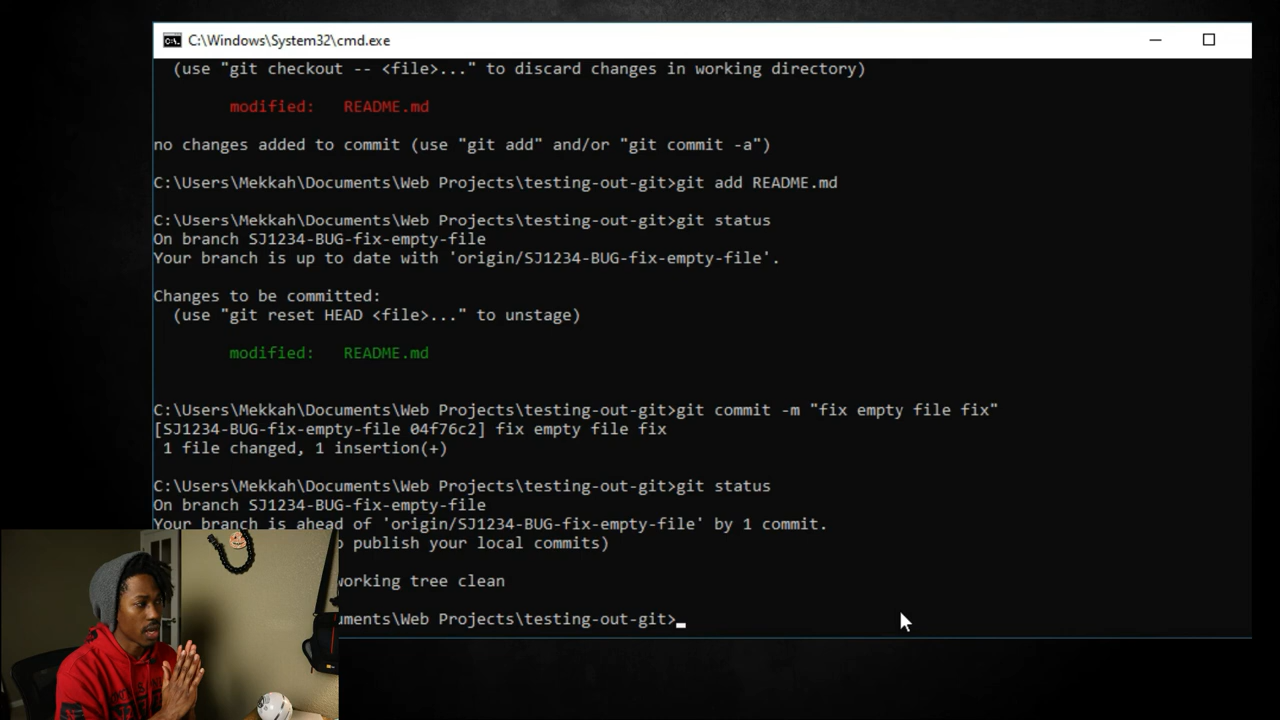 C:\Windows\System32\cmd.exe
(use "git checkout -- <file>..." to discard changes in working directory)
modified: README.md
no changes added to commit (use "git add" and/or "git commit -a")
C:\Users\Mekkah\Documents\Web Projects\testing-out-git>git add README.md
C:\Users\Mekkah\Documents\Web Projects\testing-out-git>git status
On branch SJ1234-BUG-fix-empty-file
Your branch is up to date with 'origin/SJ1234-BUG-fix-empty-file'.
Changes to be committed:
(use "git reset HEAD <file>..." to unstage)
modified: README.md
C:\Users\Mekkah\Documents\Web Projects\testing-out-git>git commit -m "fix empty file fix"
[SJ1234-BUG-fix-empty-file 04f76c2] fix empty file fix
1 file changed, 1 insertion(+)
C:\Users\Mekkah\Documents\Web Projects\testing-out-git>git status
On branch SJ1234-BUG-fix-empty-file
Your branch is ahead of 'origin/SJ1234-BUG-fix-empty-file' by 1 commit.
publish your local commits)
working tree clean
uments\Web Projects\testing-out-git>_